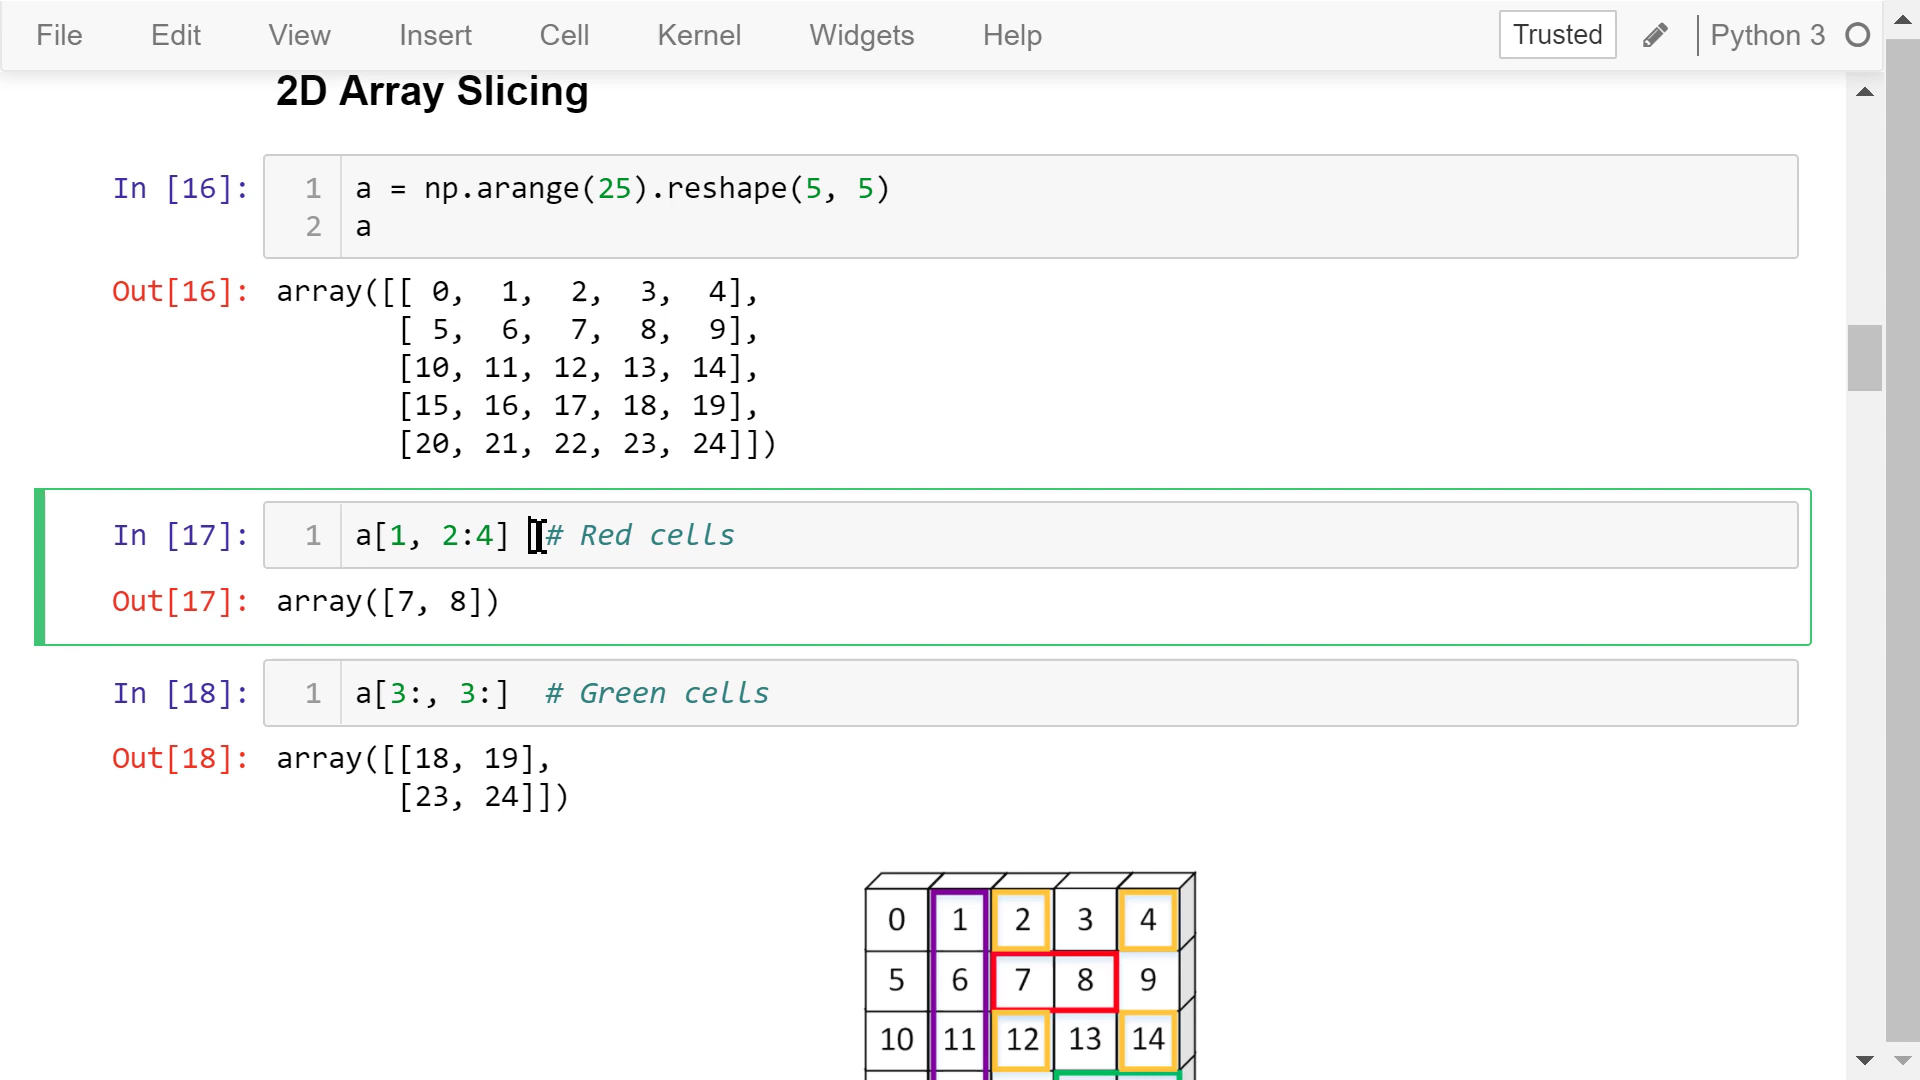 File Edit View Insert Cell Kernel Widgets Help Trusted Python 3
2D Array Slicing
In [16]: 1 a = np.arange(25).reshape(5, 5)
2 a
Out[16]: array([[ 0, 1, 2, 3, 4],
[ 5, 6, 7, 8, 9],
[10, 11, 12, 13, 14],
[15, 16, 17, 18, 19],
[20, 21, 22, 23, 24]])
In [17]: 1 a[1, 2:4] # Red cells
Out[17]: array([7, 8])
In [18]: 1 a[3:, 3:] # Green cells
Out[18]: array([[18, 19],
[23, 24]])
0 1 2 3 4
5 6 7 8 9
10 11 12 13 14